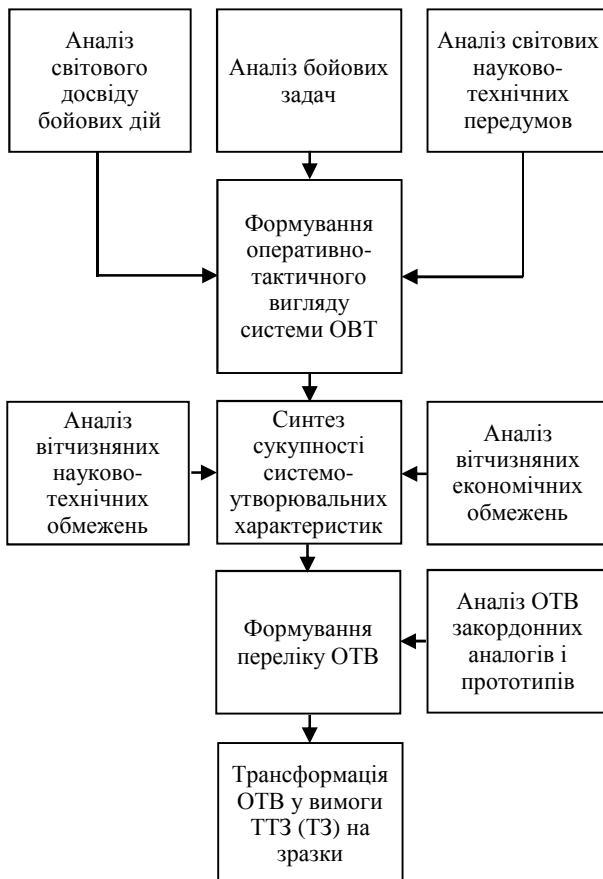 Аналіз
світового
досвіду
бойових дій
Аналіз бойових
задач
Аналіз світових
науково-
технічних
передумов
Формування
оперативно-
тактичного
вигляду
системи ОВТ
Аналіз
вітчизняних
науково-
технічних
обмежень
Синтез
сукупності
системо-
утворювальних
характеристик
Аналіз
вітчизняних
економічних
обмежень
Формування
переліку ОТВ
Аналіз ОТВ
закордонних
аналогів і
прототипів
Трансформація
ОТВ у вимоги
ТТЗ (ТЗ) на
зразки